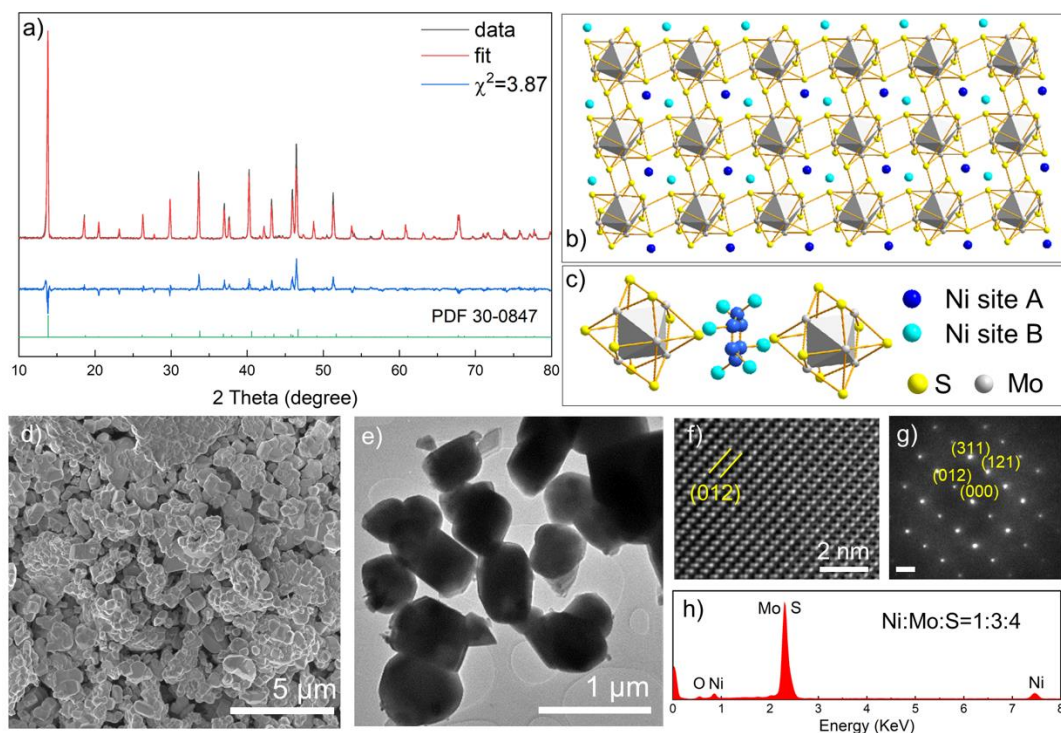 a)
data
fit
χ²=3.87
PDF 30-0847
10 20 30 40 50 60 70 80
2 Theta (degree)
b)
c)
Ni site A
Ni site B
S Mo
d)
5 μm
e)
1 μm
f)
(012)
2 nm
g)
(311)
(121)
(012)
(000)
h)
Mo S
Ni:Mo:S=1:3:4
O Ni
Ni
0 1 2 3 4 5 6 7 8
Energy (KeV)